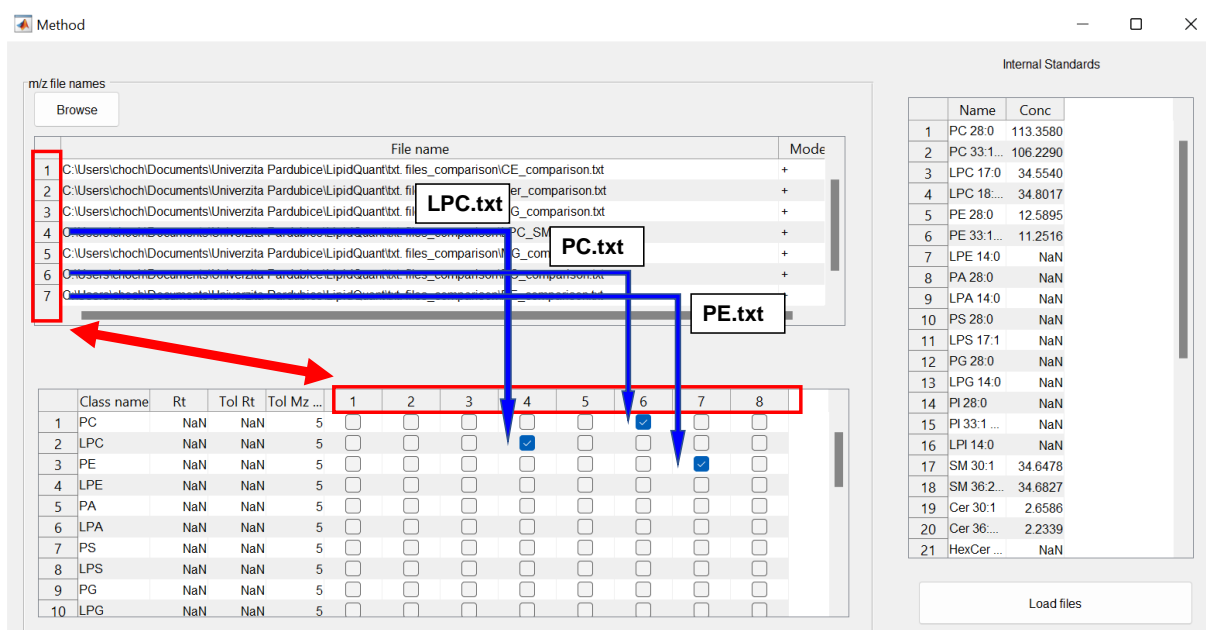 Method
Internal Standards
m/z file names
Browse
File name Mode
1 C:\Users\choch\Documents\Univerzita Pardubice\LipidQuant\txt. files_comparison\CE_comparison.txt +
2 C:\Users\choch\Documents\Univerzita Pardubice\LipidQuant\txt. er_comparison.txt +
3 C:\Users\choch\Documents\Univerzita Pardubice\LipidQuant\txt. G_comparison.txt +
4 +
5 C:\Users\choch\Documents\Univerzita Pardubice\LipidQuant\txt. files_comparison\ +
6 +
7
LPC.txt
PC.txt
PE.txt
Class name Rt Tol Rt Tol Mz ... 1 2 3 4 5 6 7 8
1 PC NaN NaN 5
2 LPC NaN NaN 5
3 PE NaN NaN 5
4 LPE NaN NaN 5
5 PA NaN NaN 5
6 LPA NaN NaN 5
7 PS NaN NaN 5
8 LPS NaN NaN 5
9 PG NaN NaN 5
10 LPG NaN NaN 5
Name Conc
1 PC 28:0 113.3580
2 PC 33:1... 106.2290
3 LPC 17:0 34.5540
4 LPC 18:... 34.8017
5 PE 28:0 12.5895
6 PE 33:1... 11.2516
7 LPE 14:0 NaN
8 PA 28:0 NaN
9 LPA 14:0 NaN
10 PS 28:0 NaN
11 LPS 17:1 NaN
12 PG 28:0 NaN
13 LPG 14:0 NaN
14 PI 28:0 NaN
15 PI 33:1 ... NaN
16 LPI 14:0 NaN
17 SM 30:1 34.6478
18 SM 36:2... 34.6827
19 Cer 30:1 2.6586
20 Cer 36:... 2.2339
21 HexCer ... NaN
Load files